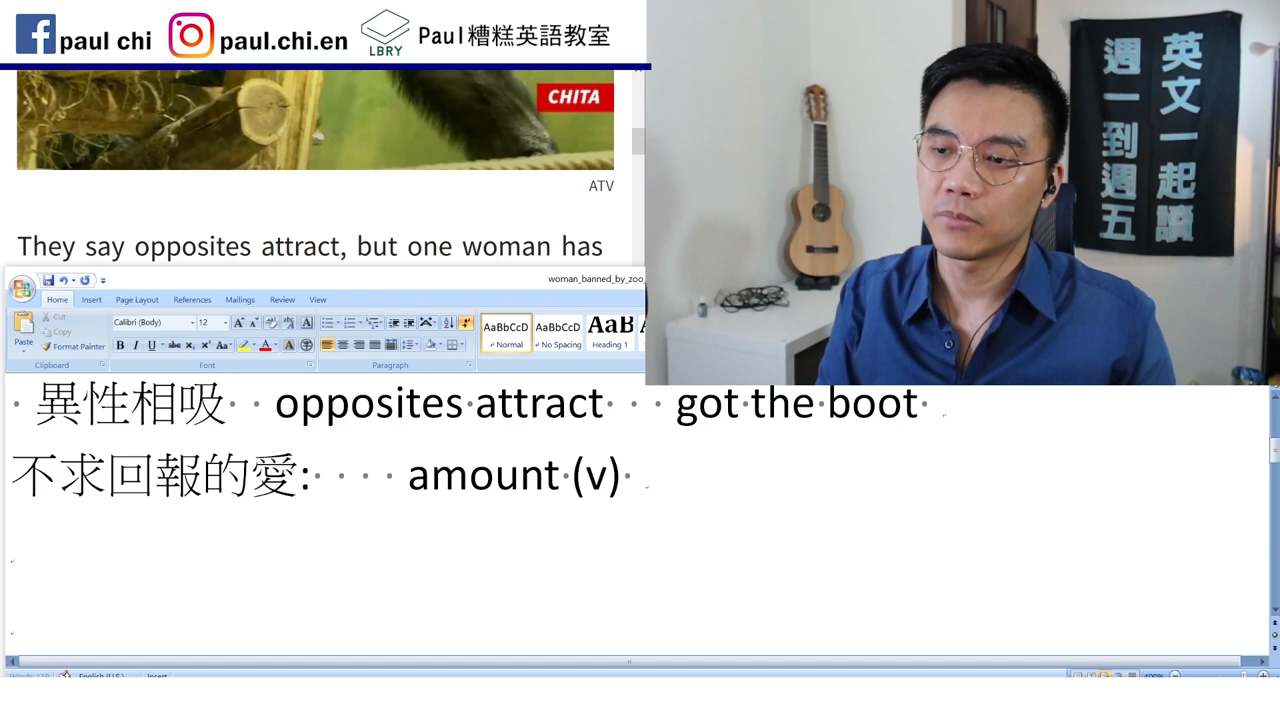 paul chi
paul.chi.en
LBRY
Paul糟糕英語教室
英文一起讀
週一到週五
CHITA
ATV
They say opposites attract, but one woman has
woman_banned_by_zoo_
Home Insert Page Layout References Mailings Review View
Paste
Cut
Copy
Format Painter
Calibri (Body) 12
AaBbCcD AaBbCcD AaB
Normal No Spacing Heading 1
Clipboard Font Paragraph
異性相吸 opposites attract got the boot
不求回報的愛: amount (v)
English (U.S.) Insert
400%